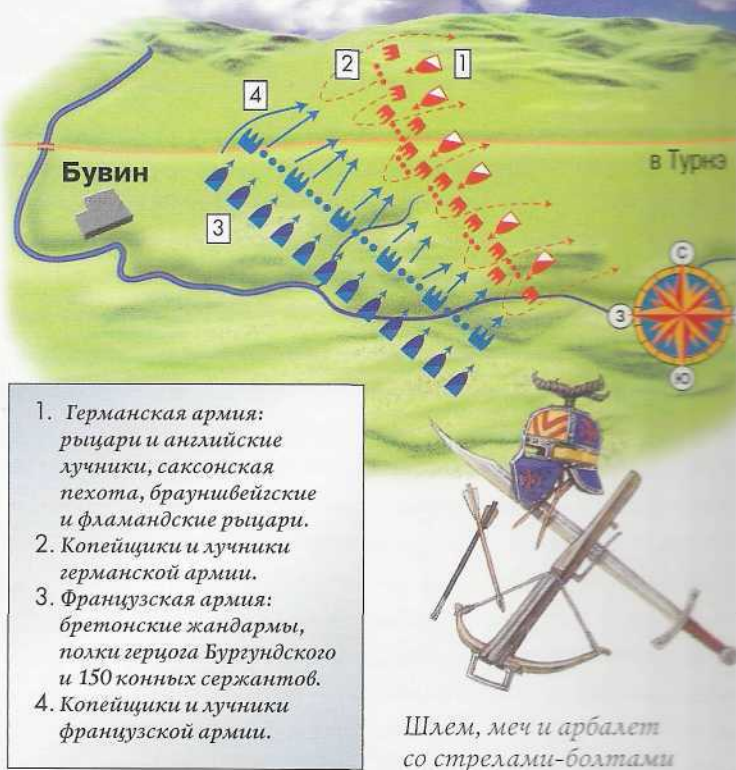 2
1
4
в Турнэ
Бувин
3
С
З
Ю
1. Германская армия:
рыцари и английские
лучники, саксонская
пехота, брауншвейгские
и фламандские рыцари.
2. Копейщики и лучники
германской армии.
3. Французская армия:
бретонские жандармы,
полки герцога Бургундского
и 150 конных сержантов.
4. Копейщики и лучники
французской армии.
Шлем, меч и арбалет
со стрелами-болтами